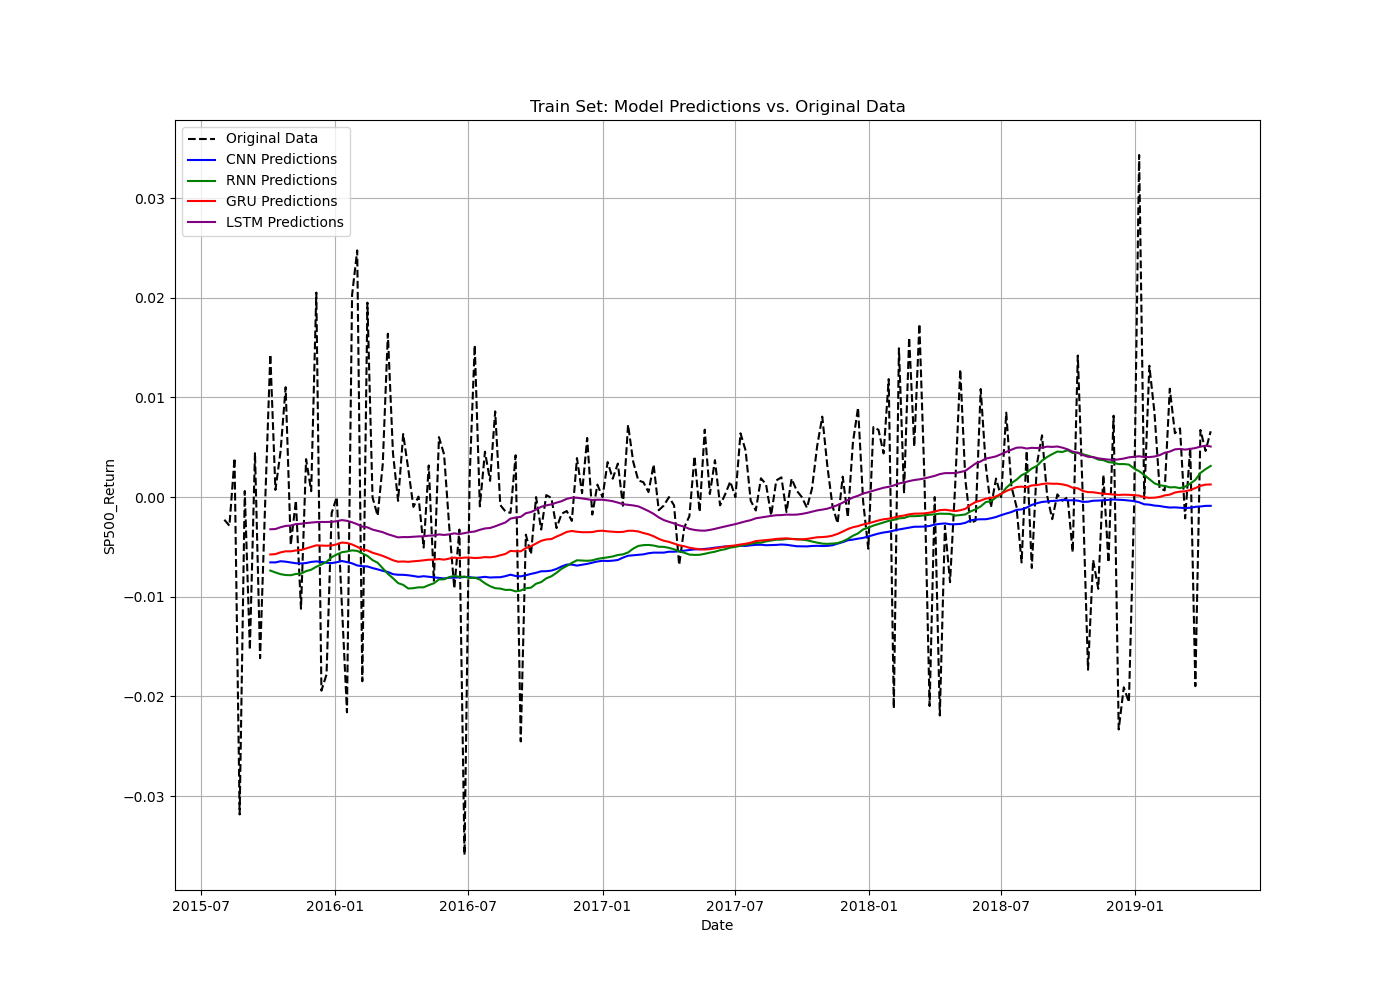 Train Set: Model Predictions vs. Original Data
Original Data
CNN Predictions
RNN Predictions
GRU Predictions
LSTM Predictions
0.03
0.02
0.01
0.00
−0.01
−0.02
−0.03
SP500_Return
2015-07 2016-01 2016-07 2017-01 2017-07 2018-01 2018-07 2019-01
Date